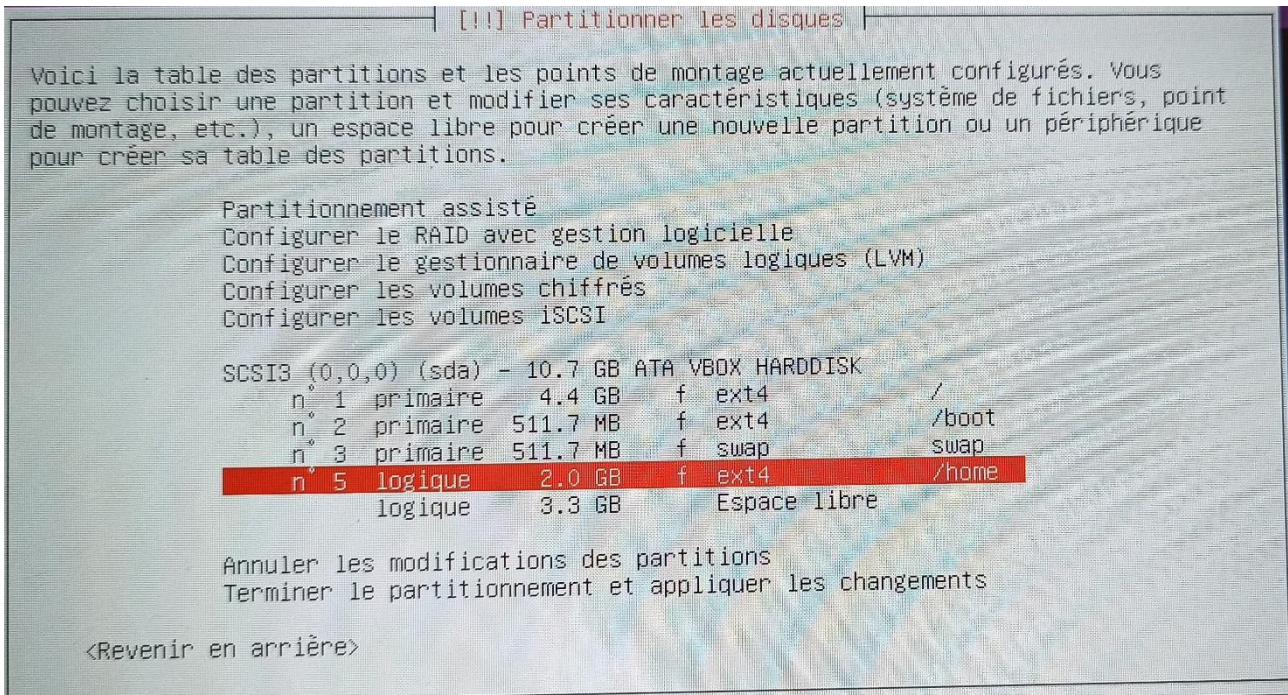 [!!] Partitionner les disques
Voici la table des partitions et les points de montage actuellement configurés. Vous
pouvez choisir une partition et modifier ses caractéristiques (système de fichiers, point
de montage, etc.), un espace libre pour créer une nouvelle partition ou un périphérique
pour créer sa table des partitions.
Partitionnement assisté
Configurer le RAID avec gestion logicielle
Configurer le gestionnaire de volumes logiques (LVM)
Configurer les volumes chiffrés
Configurer les volumes iSCSI
SCSI3 (0,0,0) (sda) - 10.7 GB ATA VBOX HARDDISK
n° 1 primaire 4.4 GB f ext4 /
n° 2 primaire 511.7 MB f ext4 /boot
n° 3 primaire 511.7 MB f swap swap
n° 5 logique 2.0 GB f ext4 /home
logique 3.3 GB Espace libre
Annuler les modifications des partitions
Terminer le partitionnement et appliquer les changements
<Revenir en arrière>